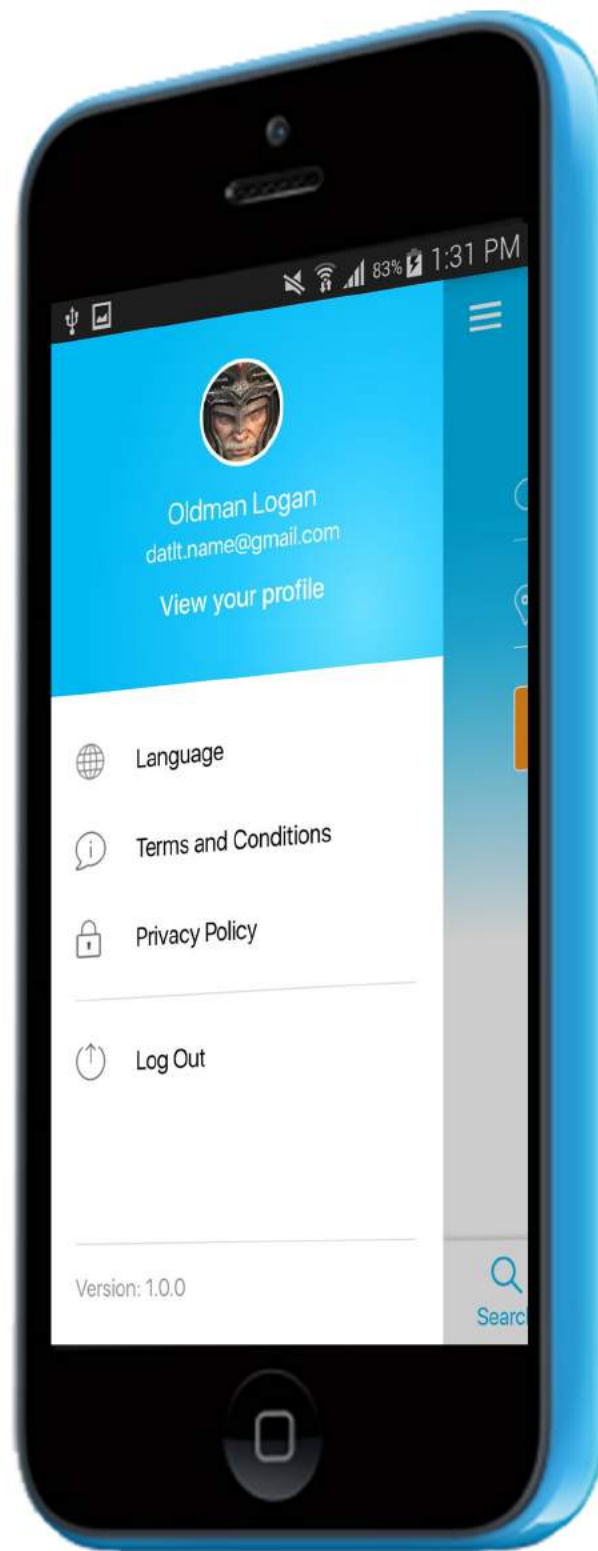 83% 1:31 PM
Oldman Logan
datlt.name@gmail.com
View your profile
Language
Terms and Conditions
Privacy Policy
Log Out
Version: 1.0.0
Search